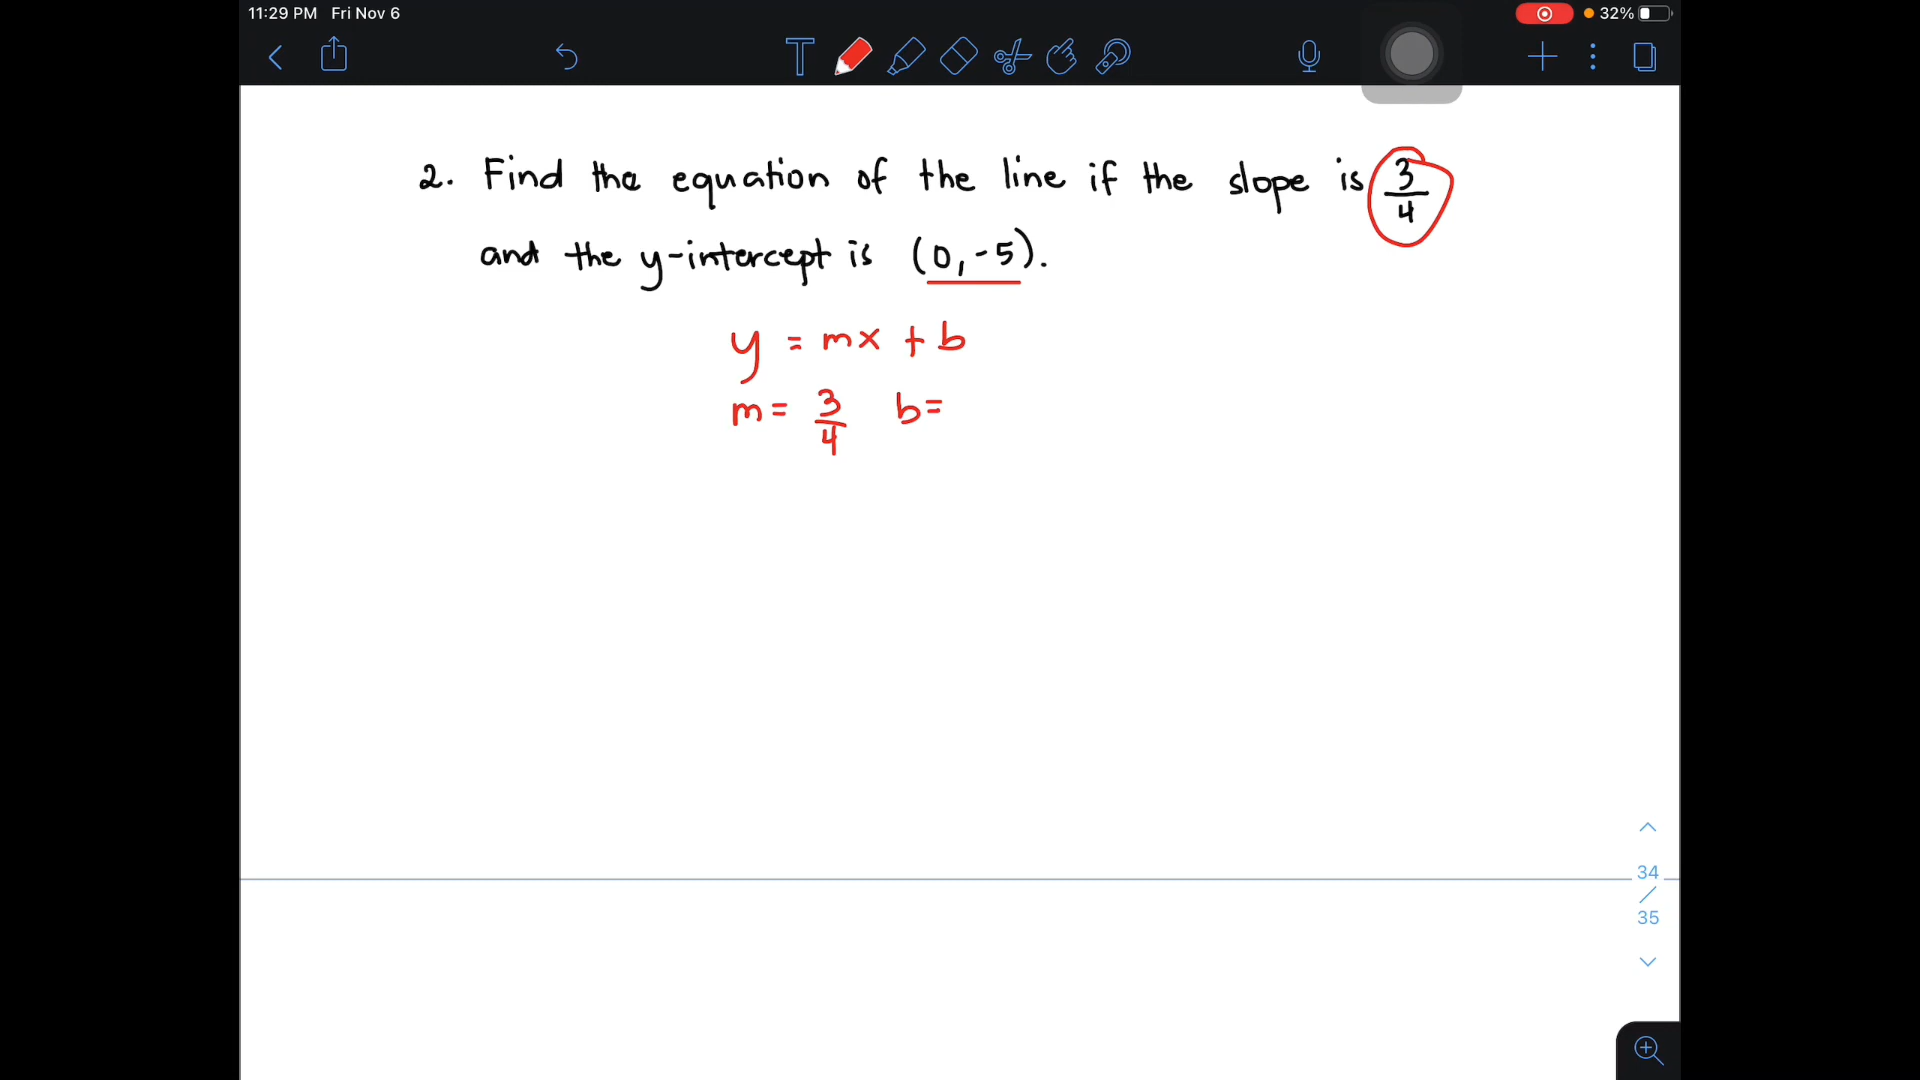 11:29 PM Fri Nov 6
32%
T
2. Find the equation of the line if the slope is 3/4
and the y-intercept is (0, -5).
y = mx + b
m = 3/4 b =
34
/
35